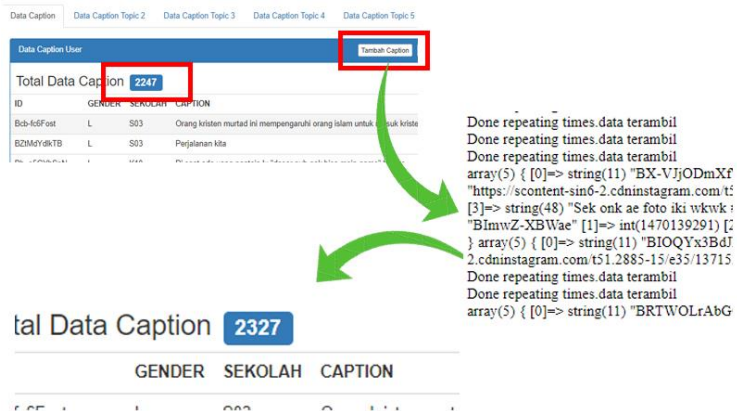 Data Caption Data Caption Topic 2 Data Caption Topic 3 Data Caption Topic 4 Data Caption Topic 5
Data Caption User Tambah Caption
Total Data Caption 2247
ID GENDER SEKOLAH CAPTION
Bcb-fc6Fost L S03 Orang kristen murtad ini mempengaruhi orang islam untuk masuk kriste
BZtMdYdlkTB L S03 Perjalanan kita
Done repeating times.data terambil
Done repeating times.data terambil
Done repeating times.data terambil
array(5) { [0]=> string(11) "BX-VJjODmXf
"https://scontent-sin6-2.cdninstagram.com/t5
[3]=> string(48) "Sek onk ae foto iki wkwk
"BImwZ-XBWae" [1]=> int(1470139291) [2
} array(5) { [0]=> string(11) "BIOQYx3BdJ
2.cdninstagram.com/t51.2885-15/e35/13715
Done repeating times.data terambil
Done repeating times.data terambil
array(5) { [0]=> string(11) "BRTWOLrAbG
tal Data Caption 2327
GENDER SEKOLAH CAPTION